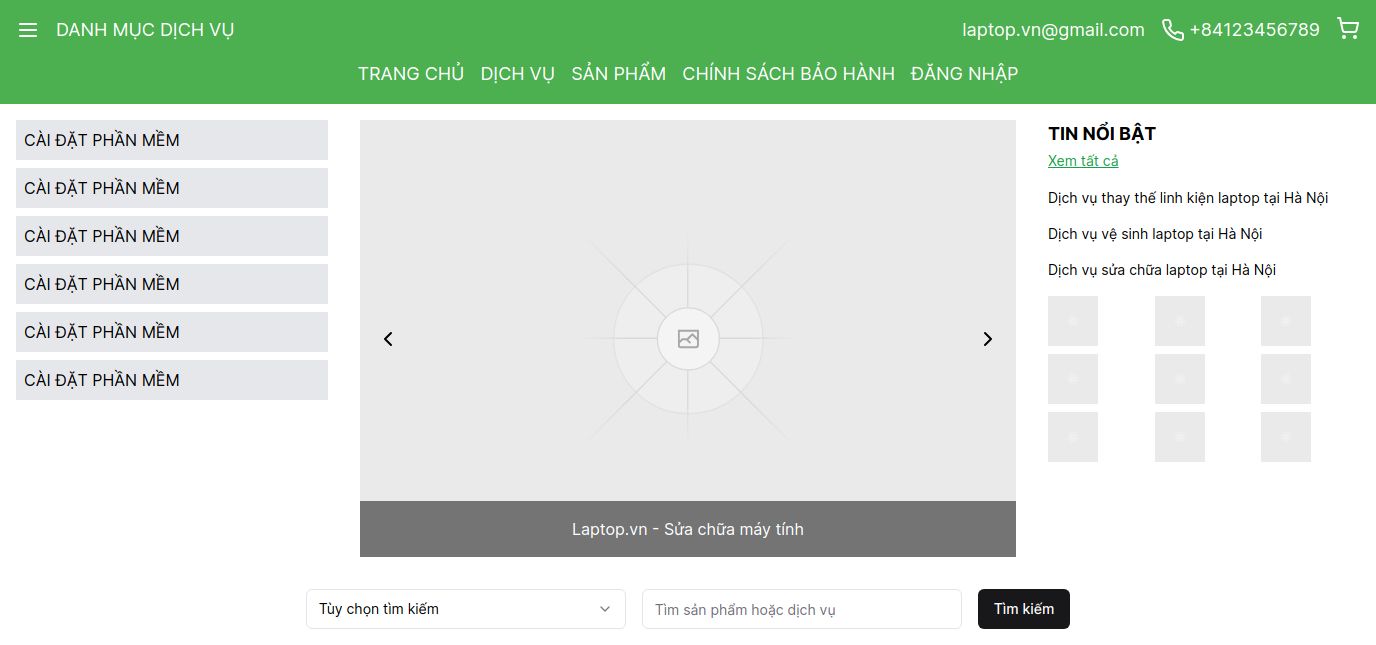 DANH MỤC DỊCH VỤ
laptop.vn@gmail.com
+84123456789
TRANG CHỦ DỊCH VỤ SẢN PHẨM CHÍNH SÁCH BẢO HÀNH ĐĂNG NHẬP
CÀI ĐẶT PHẦN MỀM
CÀI ĐẶT PHẦN MỀM
CÀI ĐẶT PHẦN MỀM
CÀI ĐẶT PHẦN MỀM
CÀI ĐẶT PHẦN MỀM
CÀI ĐẶT PHẦN MỀM
Laptop.vn - Sửa chữa máy tính
TIN NỔI BẬT
Xem tất cả
Dịch vụ thay thế linh kiện laptop tại Hà Nội
Dịch vụ vệ sinh laptop tại Hà Nội
Dịch vụ sửa chữa laptop tại Hà Nội
Tùy chọn tìm kiếm
Tìm sản phẩm hoặc dịch vụ
Tìm kiếm